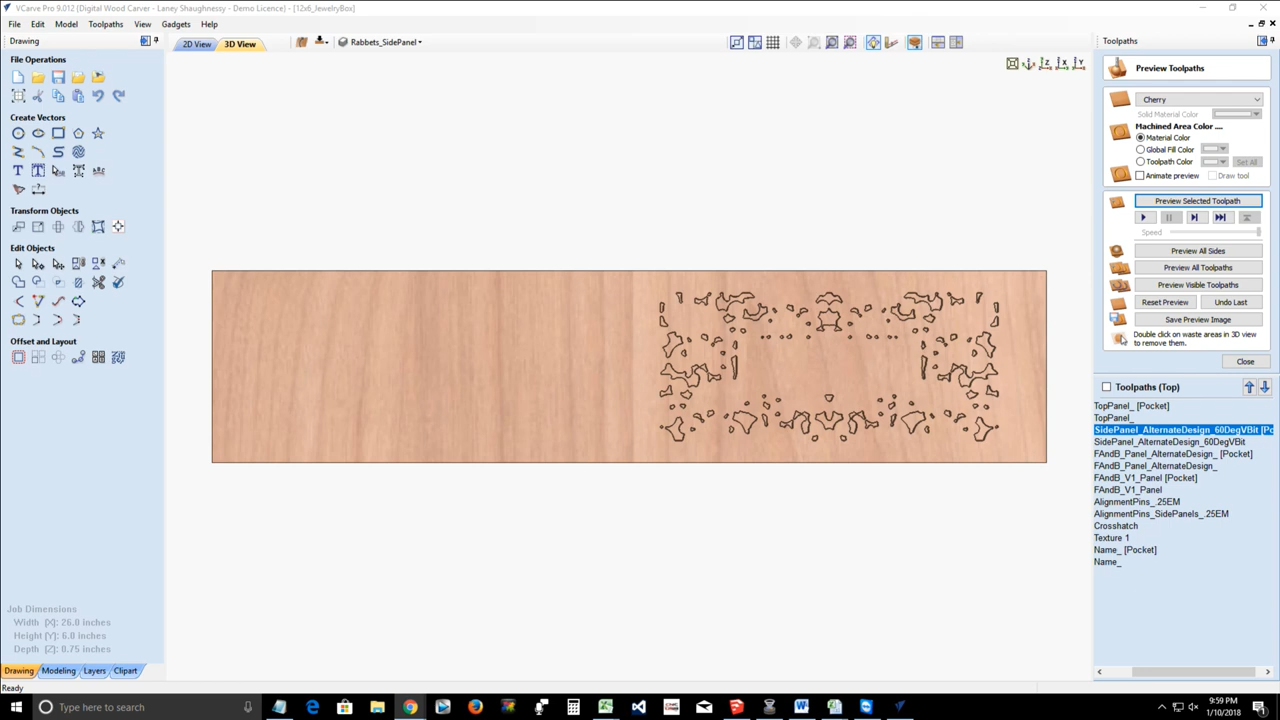 VCarve Pro 9.012 {Digital Wood Carver - Laney Shaughnessy - Demo Licence} - [12x6_JewelryBox]
File Edit Model Toolpaths View Gadgets Help
Drawing
2D View 3D View Rabbets_SidePanel
Toolpaths
File Operations
Create Vectors
Transform Objects
Edit Objects
Offset and Layout
Z X Y
Preview Toolpaths
Cherry
Solid Material Color
Machined Area Color ....
Material Color
Global Fill Color
Toolpath Color Set All
Animate preview Draw tool
Preview Selected Toolpath
Speed
Preview All Sides
Preview All Toolpaths
Preview Visible Toolpaths
Reset Preview Undo Last
Save Preview Image
Double click on waste areas in 3D view
to remove them.
Close
Toolpaths (Top)
TopPanel_ [Pocket]
TopPanel_
SidePanel_AlternateDesign_60DegVBit [Po
SidePanel_AlternateDesign_60DegVBit
FAndB_Panel_AlternateDesign_ [Pocket]
FAndB_Panel_AlternateDesign_
FAndB_V1_Panel [Pocket]
FAndB_V1_Panel
AlignmentPins_.25EM
AlignmentPins_SidePanels_.25EM
Crosshatch
Texture 1
Name_ [Pocket]
Name_
Job Dimensions
Width (X): 26.0 inches
Height (Y): 6.0 inches
Depth (Z): 0.75 inches
Drawing Modeling Layers Clipart
Ready
Type here to search
9:59 PM
1/10/2018